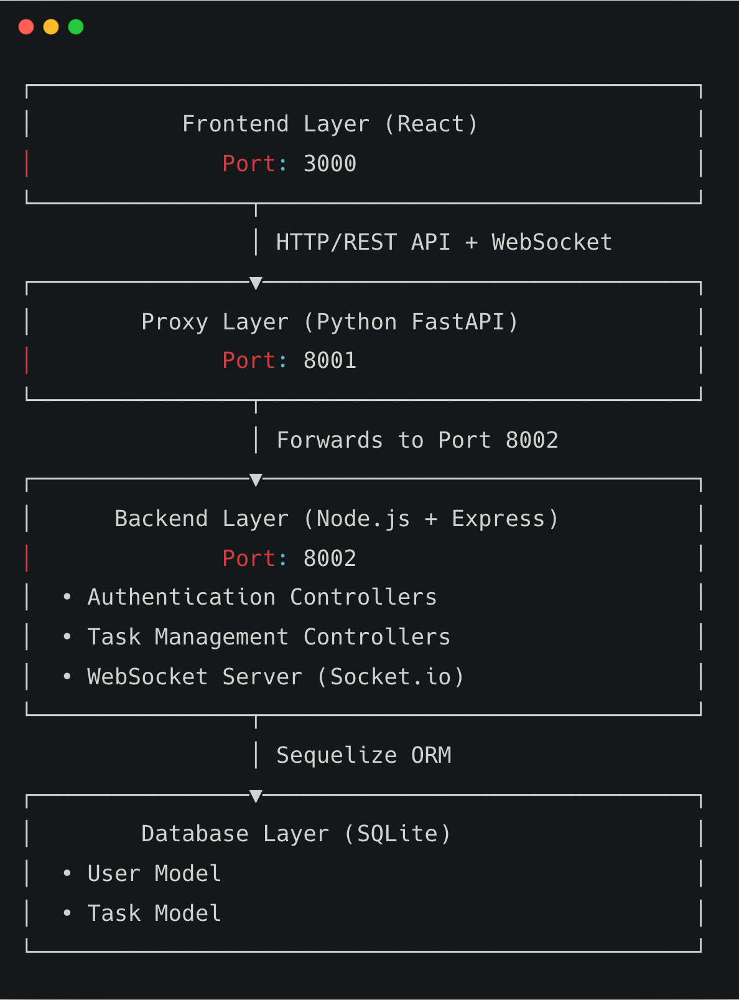 Frontend Layer (React)
Port: 3000
HTTP/REST API + WebSocket
Proxy Layer (Python FastAPI)
Port: 8001
Forwards to Port 8002
Backend Layer (Node.js + Express)
Port: 8002
• Authentication Controllers
• Task Management Controllers
• WebSocket Server (Socket.io)
Sequelize ORM
Database Layer (SQLite)
• User Model
• Task Model